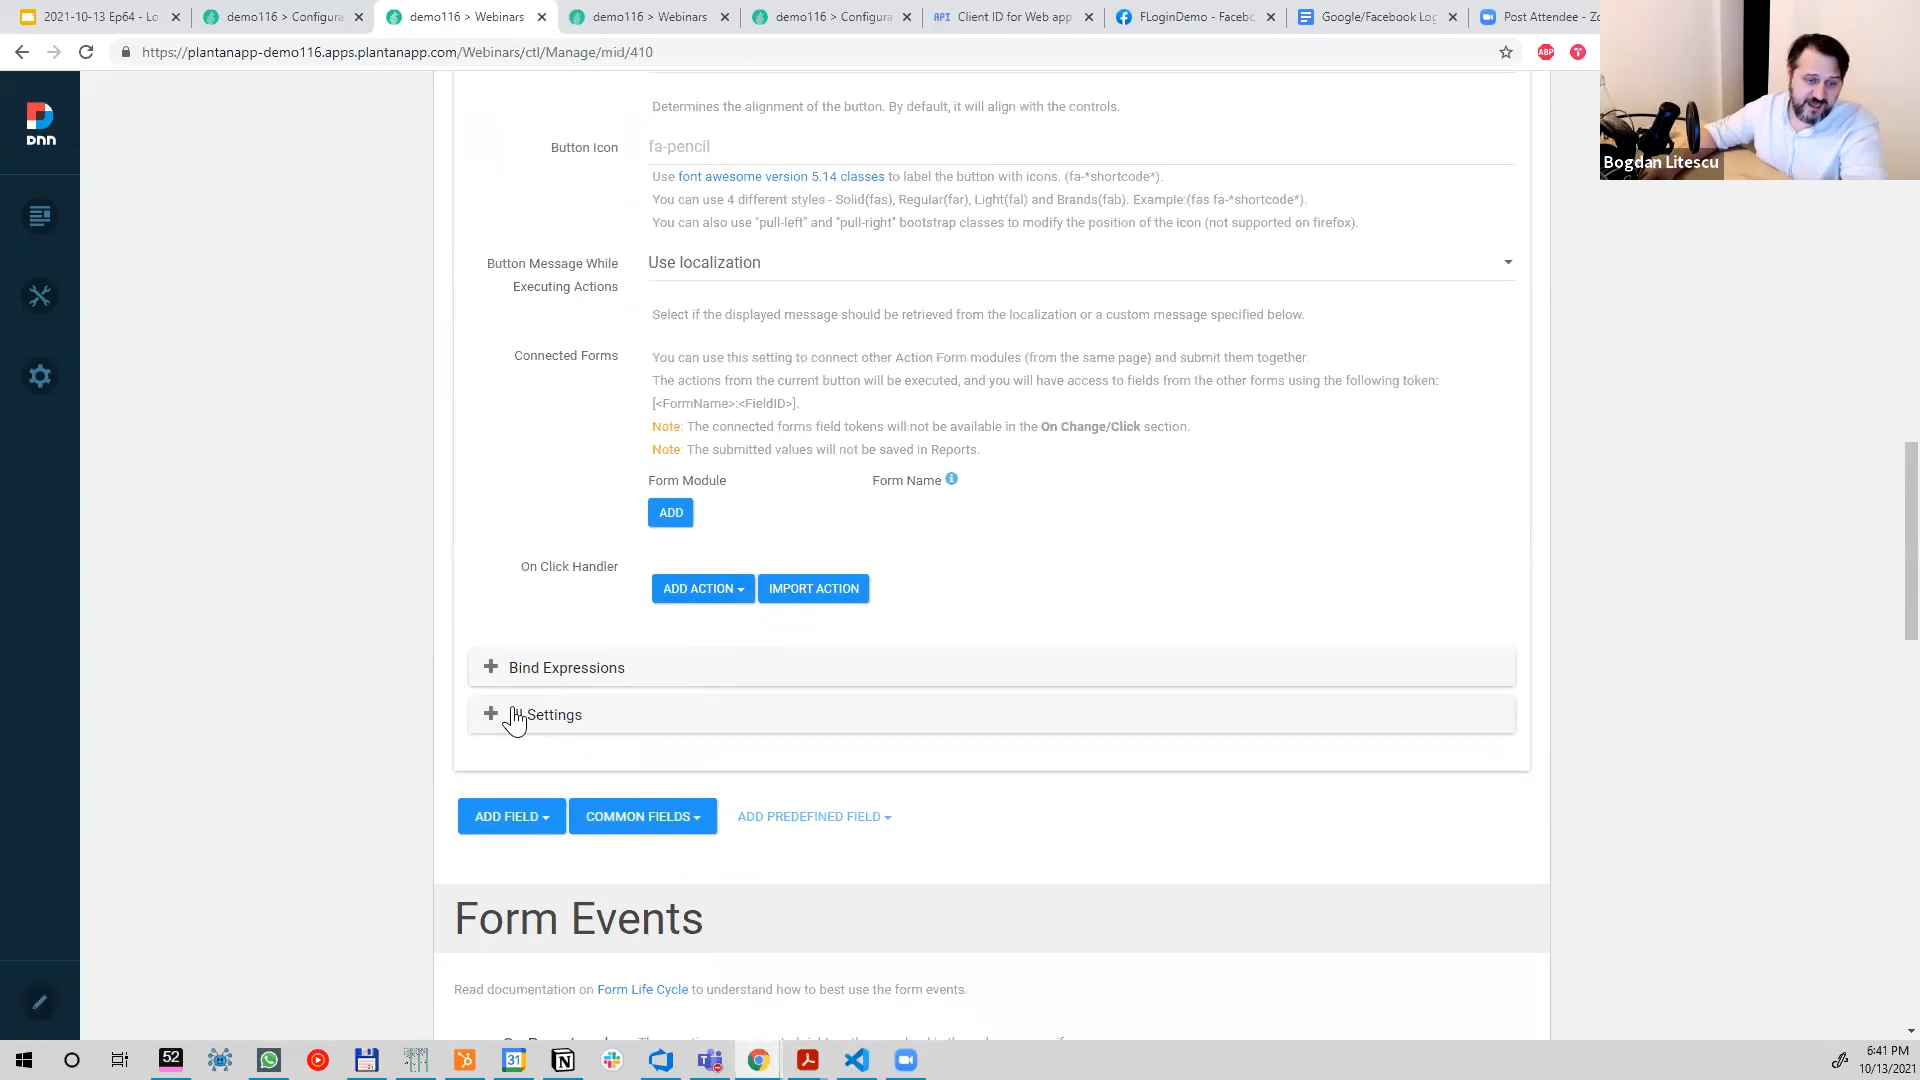 2021-10-13 Ep64 - Lo
demo116 > Configura
demo116 > Webinars
demo116 > Webinars
demo116 > Configura
API Client ID for Web app
FLoginDemo - Faceb
Google/Facebook Log
Post Attendee - Zo
https://plantanapp-demo116.apps.plantanapp.com/Webinars/ctl/Manage/mid/410
ABP
DNN
Bogdan Litescu
Determines the alignment of the button. By default, it will align with the controls.
Button Icon
fa-pencil
Use font awesome version 5.14 classes to label the button with icons. (fa-*shortcode*).
You can use 4 different styles - Solid(fas), Regular(far), Light(fal) and Brands(fab). Example:(fas fa-*shortcode*).
You can also use "pull-left" and "pull-right" bootstrap classes to modify the position of the icon (not supported on firefox).
Button Message While Executing Actions
Use localization
Select if the displayed message should be retrieved from the localization or a custom message specified below.
Connected Forms
You can use this setting to connect other Action Form modules (from the same page) and submit them together.
The actions from the current button will be executed, and you will have access to fields from the other forms using the following token:
[<FormName>:<FieldID>].
Note: The connected forms field tokens will not be available in the On Change/Click section.
Note: The submitted values will not be saved in Reports.
Form Module
Form Name
ADD
On Click Handler
ADD ACTION
IMPORT ACTION
Bind Expressions
Settings
ADD FIELD
COMMON FIELDS
ADD PREDEFINED FIELD
Form Events
Read documentation on Form Life Cycle to understand how to best use the form events.
52
31
6:41 PM
10/13/2021